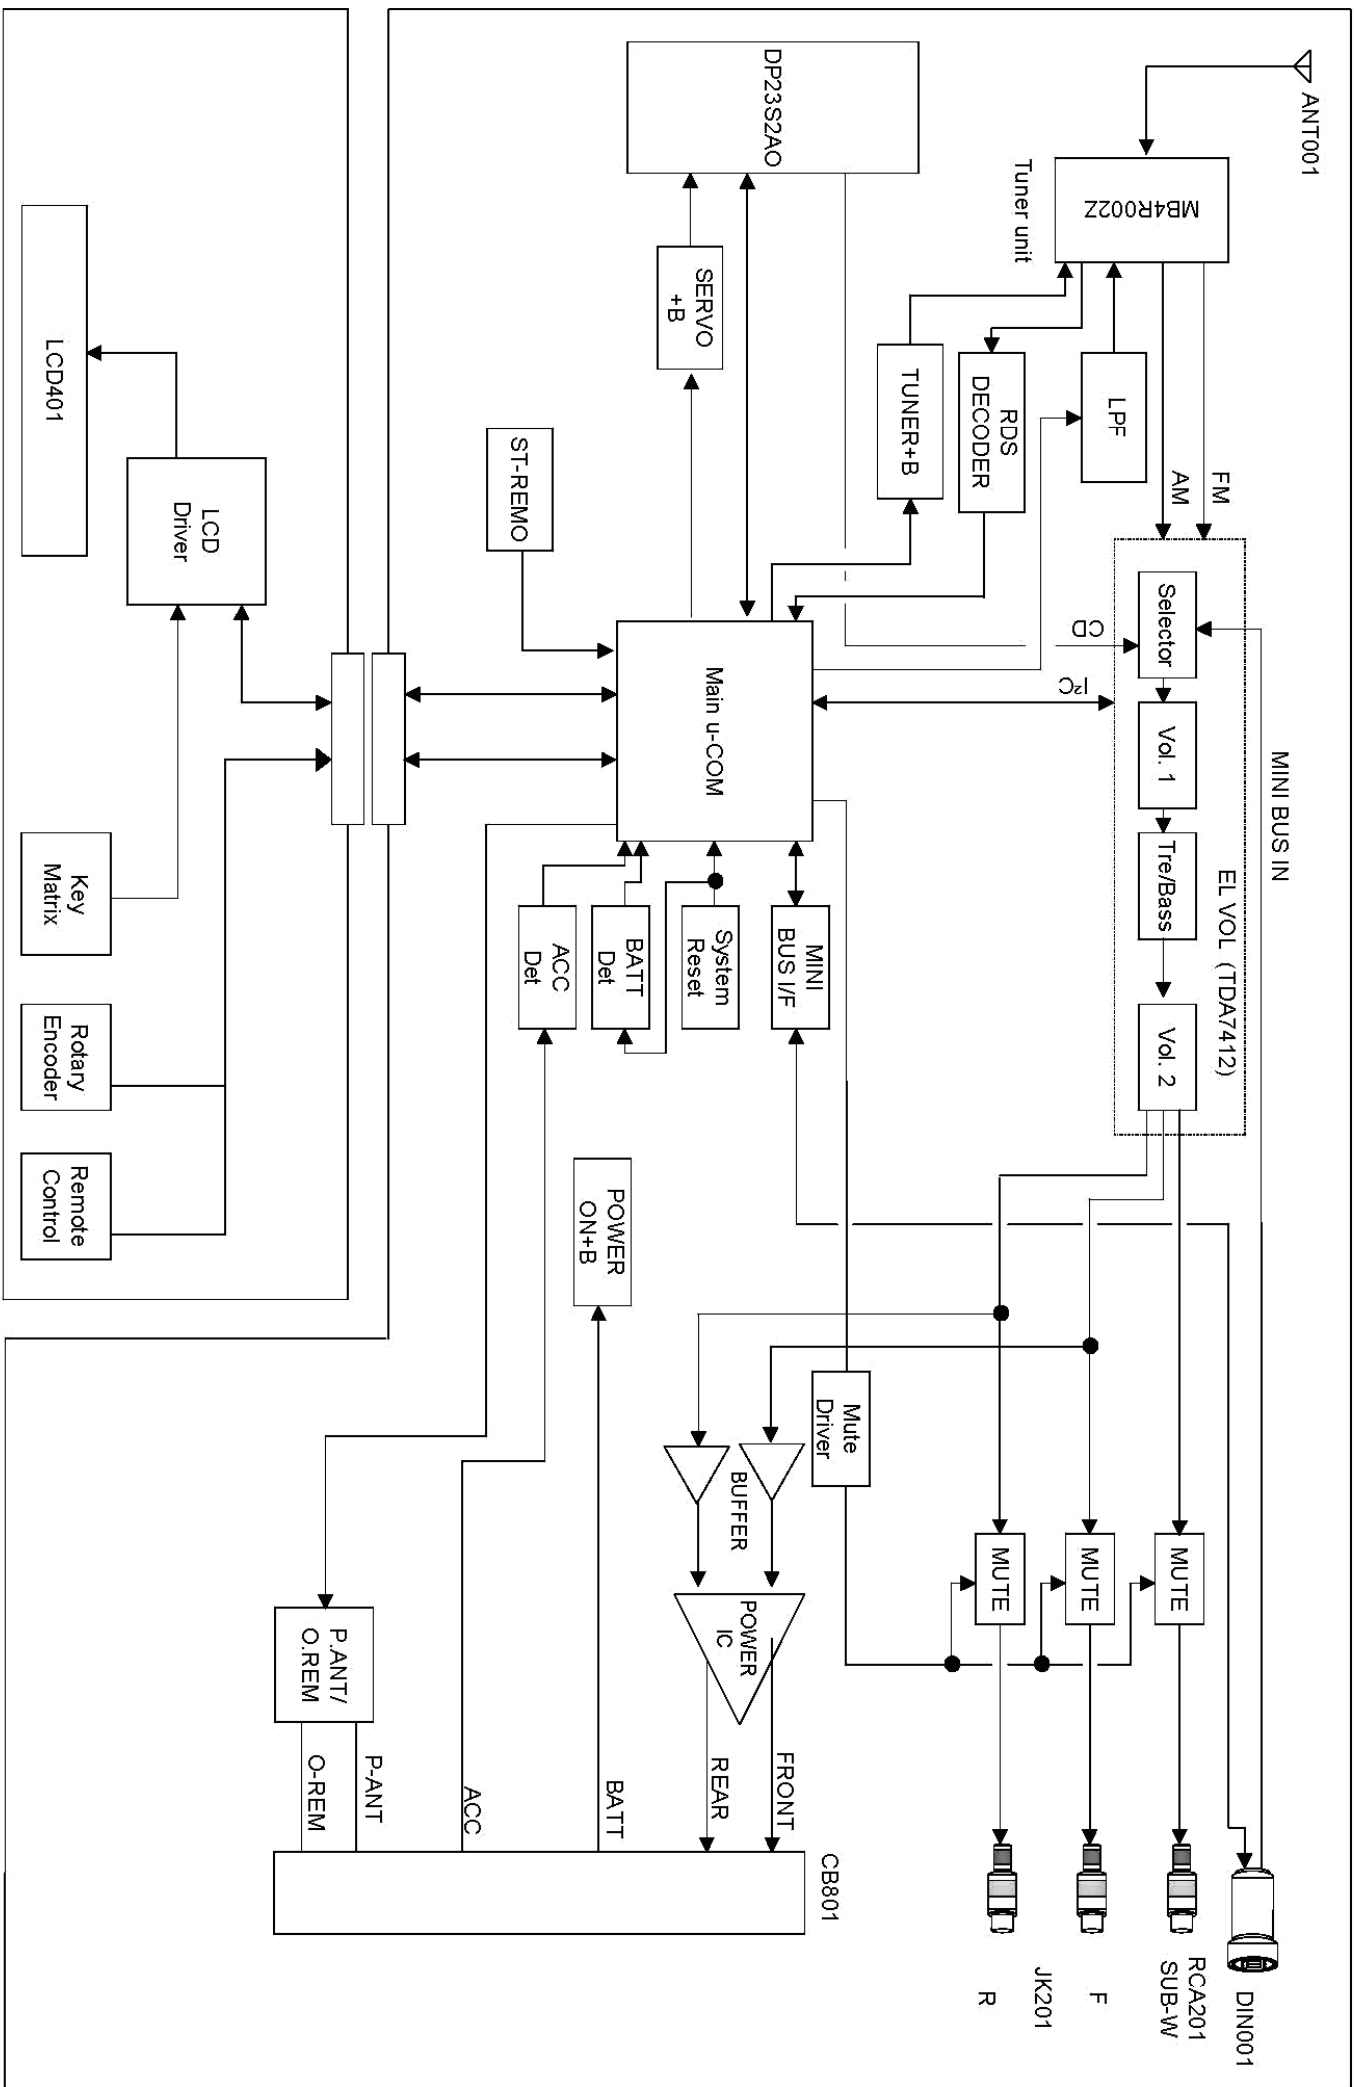 ANT001
MB4R002Z
Tuner unit
FM
AM
LPF
RDS
DECODER
TUNER+B
DP23S2AO
SERVO
+B
ST-REMO
EL VOL (TDA7412)
Selector
Vol. 1
Tre/Bass
Vol. 2
MINI BUS IN
CD
I²C
Main u-COM
MINI
BUS I/F
System
Reset
BATT
Det
ACC
Det
POWER
ON+B
Mute
Driver
BUFFER
POWER
IC
MUTE
MUTE
MUTE
DIN001
RCA201
SUB-W
F
JK201
R
FRONT
REAR
CB801
BATT
ACC
P.ANT/
O.REM
P-ANT
O-REM
LCD401
LCD
Driver
Key
Matrix
Rotary
Encoder
Remote
Control